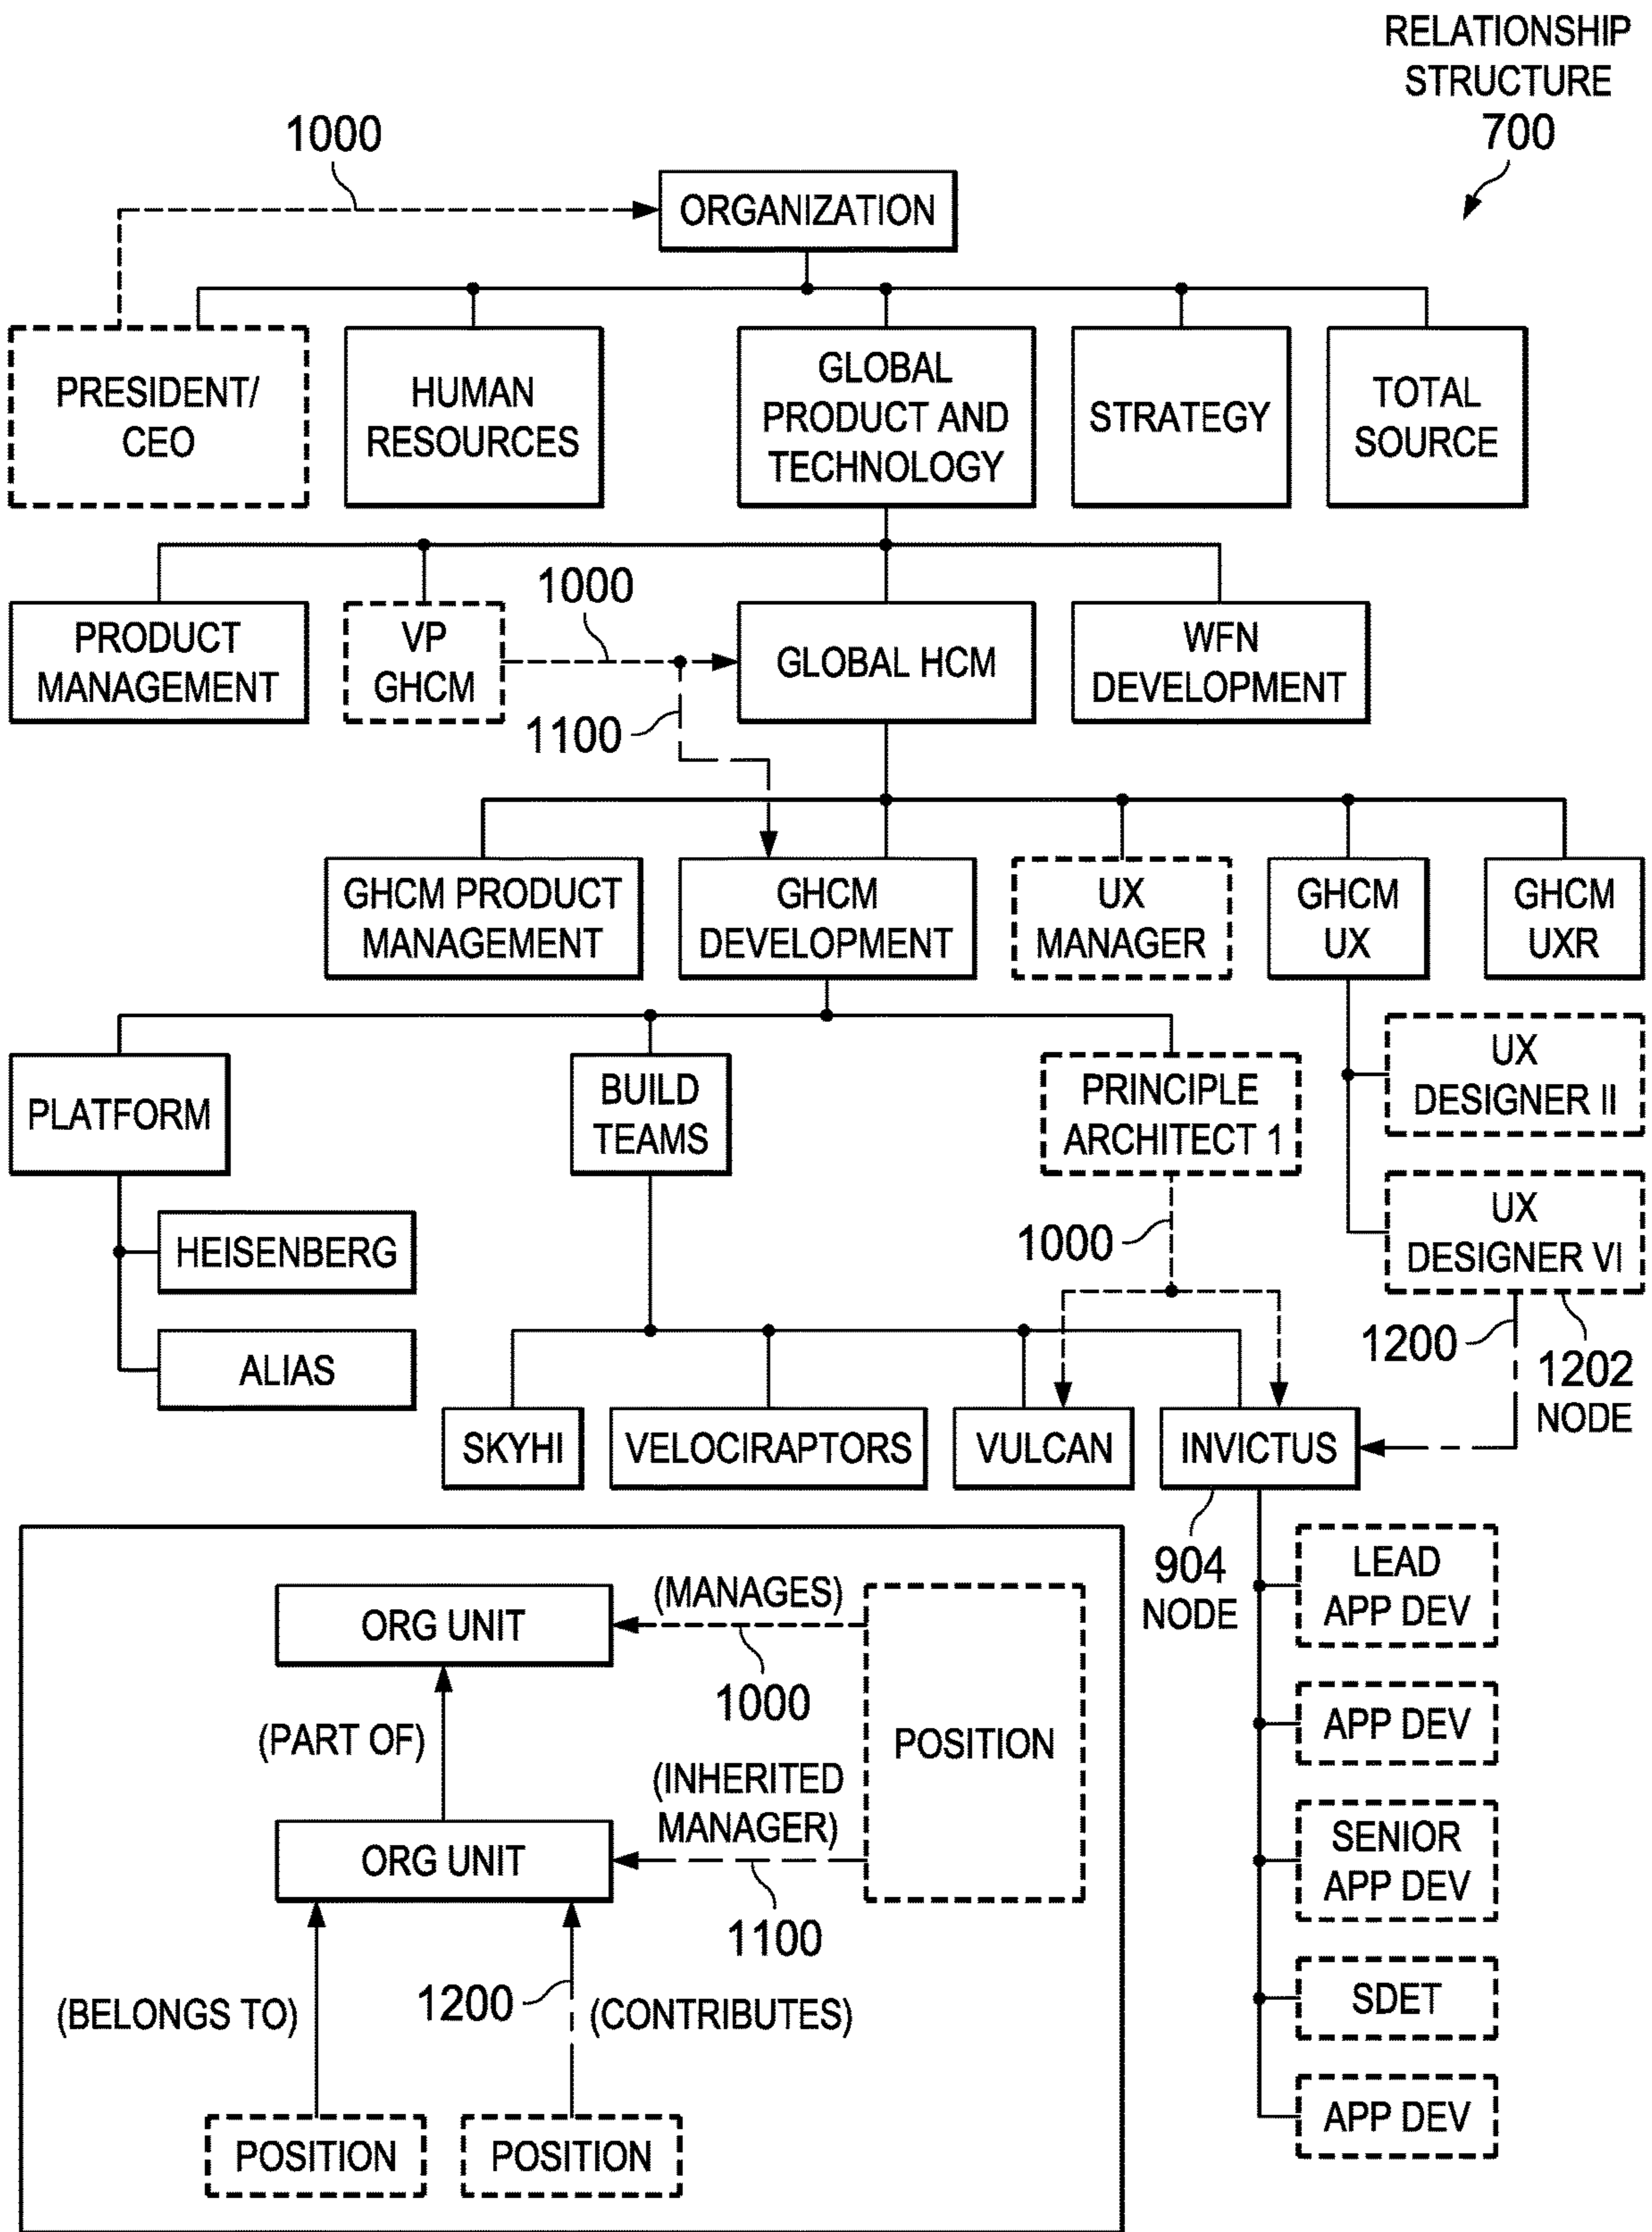 RELATIONSHIP
STRUCTURE
700
1000
ORGANIZATION
PRESIDENT/
CEO
HUMAN
RESOURCES
GLOBAL
PRODUCT AND
TECHNOLOGY
STRATEGY
TOTAL
SOURCE
PRODUCT
MANAGEMENT
VP
GHCM
1000
1100
GLOBAL HCM
WFN
DEVELOPMENT
GHCM PRODUCT
MANAGEMENT
GHCM
DEVELOPMENT
UX
MANAGER
GHCM
UX
GHCM
UXR
PLATFORM
BUILD
TEAMS
PRINCIPLE
ARCHITECT 1
UX
DESIGNER II
UX
DESIGNER VI
HEISENBERG
ALIAS
1000
1200
1202
NODE
SKYHI
VELOCIRAPTORS
VULCAN
INVICTUS
904
NODE
LEAD
APP DEV
APP DEV
SENIOR
APP DEV
SDET
APP DEV
ORG UNIT
(MANAGES)
1000
POSITION
(PART OF)
(INHERITED
MANAGER)
ORG UNIT
1100
(BELONGS TO)
1200
(CONTRIBUTES)
POSITION
POSITION